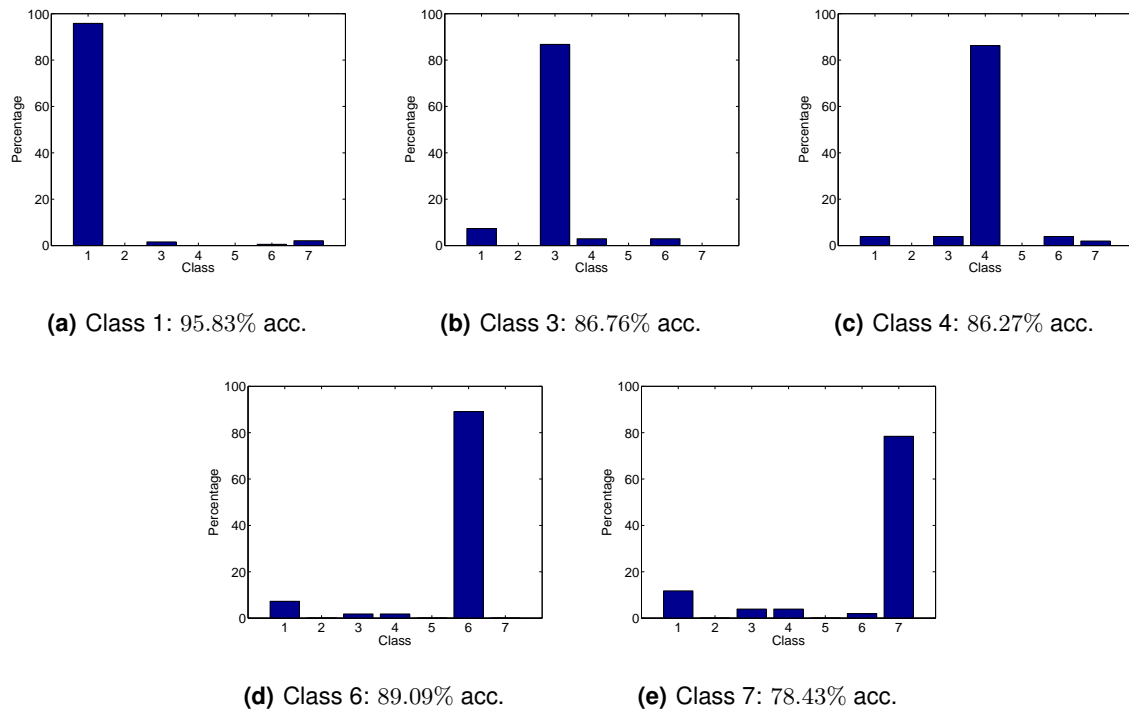 100
80
60
40
20
0
Percentage
1 2 3 4 5 6 7
Class
(a) Class 1: 95.83% acc.
100
80
60
40
20
0
Percentage
1 2 3 4 5 6 7
Class
(b) Class 3: 86.76% acc.
100
80
60
40
20
0
Percentage
1 2 3 4 5 6 7
Class
(c) Class 4: 86.27% acc.
100
80
60
40
20
0
Percentage
1 2 3 4 5 6 7
Class
(d) Class 6: 89.09% acc.
100
80
60
40
20
0
Percentage
1 2 3 4 5 6 7
Class
(e) Class 7: 78.43% acc.